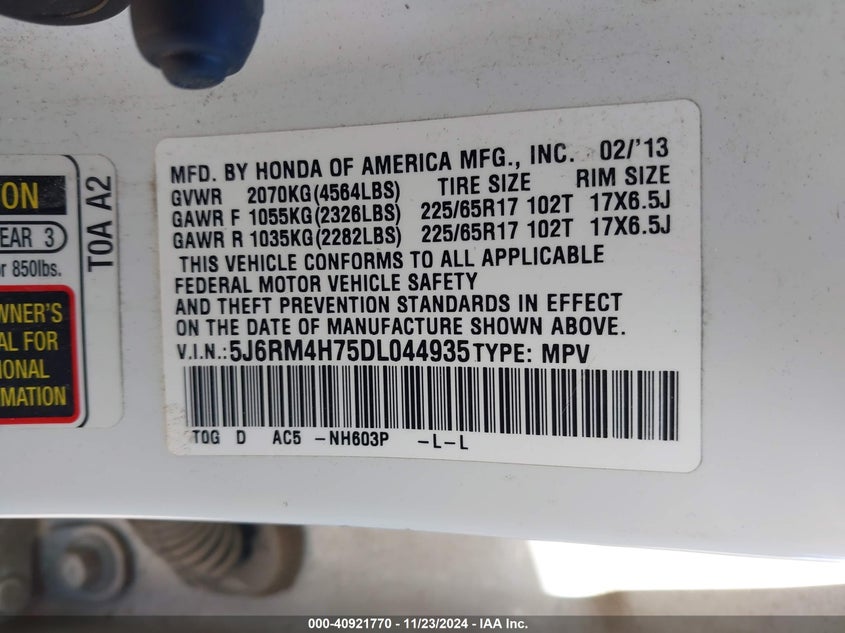 MFD. BY HONDA OF AMERICA MFG., INC. 02/'13
GVWR 2070KG(4564LBS) TIRE SIZE RIM SIZE
GAWR F 1055KG(2326LBS) 225/65R17 102T 17X6.5J
GAWR R 1035KG(2282LBS) 225/65R17 102T 17X6.5J
THIS VEHICLE CONFORMS TO ALL APPLICABLE
FEDERAL MOTOR VEHICLE SAFETY
AND THEFT PREVENTION STANDARDS IN EFFECT
ON THE DATE OF MANUFACTURE SHOWN ABOVE.
V.I.N.:5J6RM4H75DL044935 TYPE: MPV
T0G D AC5 -NH603P -L-L
ON
EAR 3
r 850lbs.
WNER'S
AL FOR
IONAL
RMATION
T0A A2
000-40921770 - 11/23/2024 - IAA Inc.